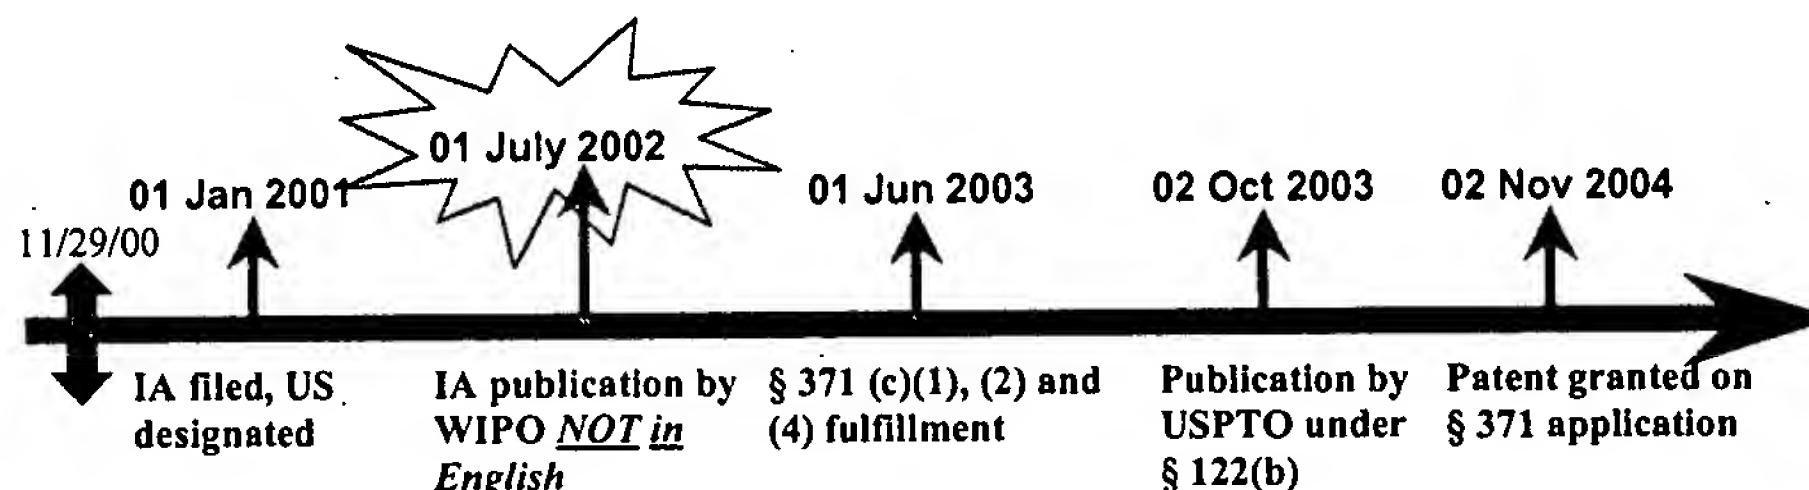 01 July 2002
01 Jan 2001
01 Jun 2003
02 Oct 2003
02 Nov 2004
11/29/00
IA filed, US
designated
IA publication by
WIPO NOT in
English
§ 371 (c)(1), (2) and
(4) fulfillment
Publication by
USPTO under
§ 122(b)
Patent granted on
§ 371 application